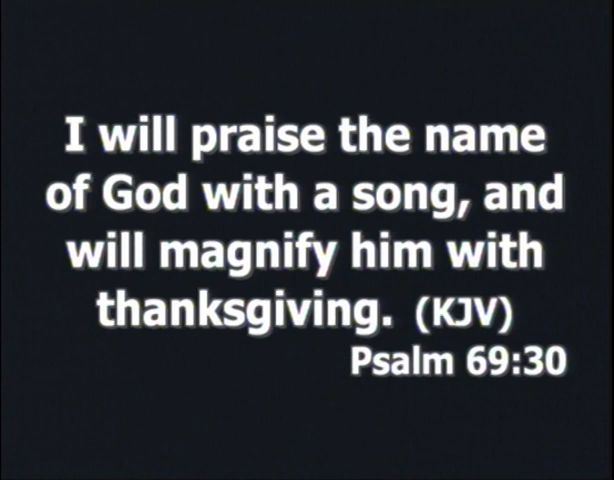 I will praise the name
of God with a song, and
will magnify him with
thanksgiving. (KJV)
Psalm 69:30